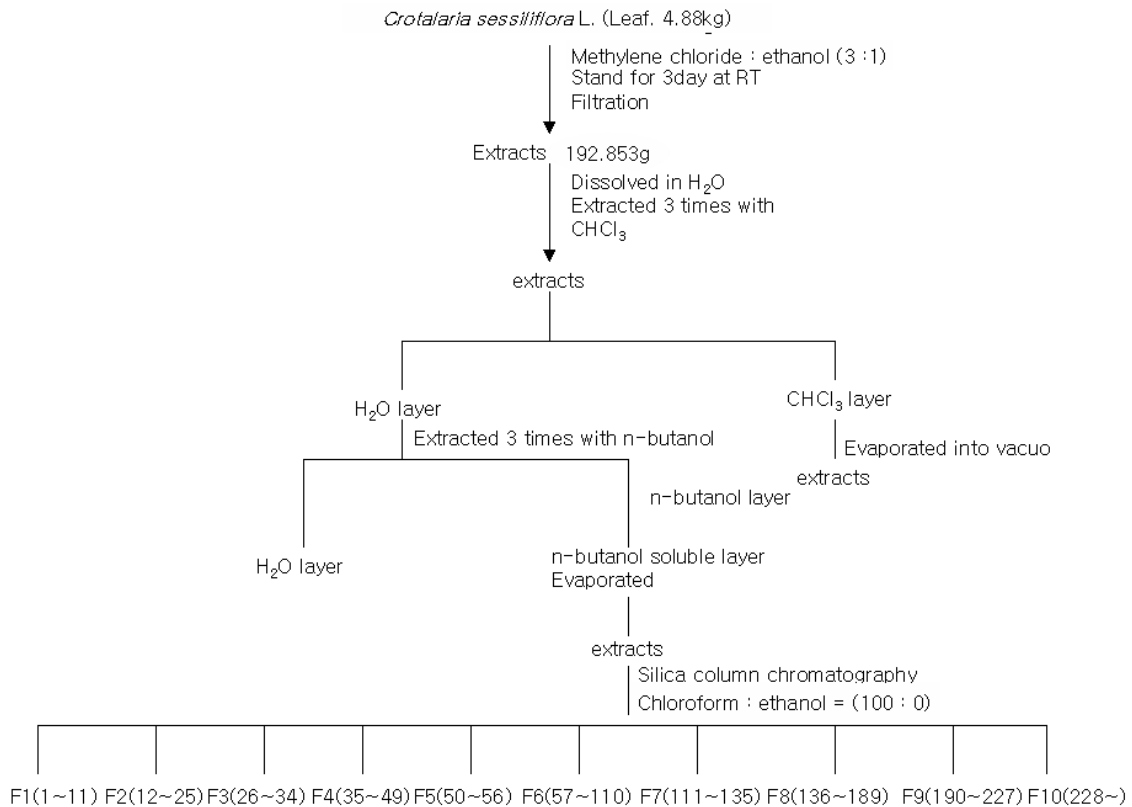 Crotalaria sessiliflora L. (Leaf. 4.88kg)
Methylene chloride : ethanol (3 :1)
Stand for 3day at RT
Filtration
Extracts 192.853g
Dissolved in H₂O
Extracted 3 times with
CHCl₃
extracts
H₂O layer
CHCl₃ layer
Extracted 3 times with n-butanol
Evaporated into vacuo
extracts
n-butanol layer
H₂O layer
n-butanol soluble layer
Evaporated
extracts
Silica column chromatography
Chloroform : ethanol = (100 : 0)
F1(1~11) F2(12~25) F3(26~34) F4(35~49) F5(50~56) F6(57~110) F7(111~135) F8(136~189) F9(190~227) F10(228~)